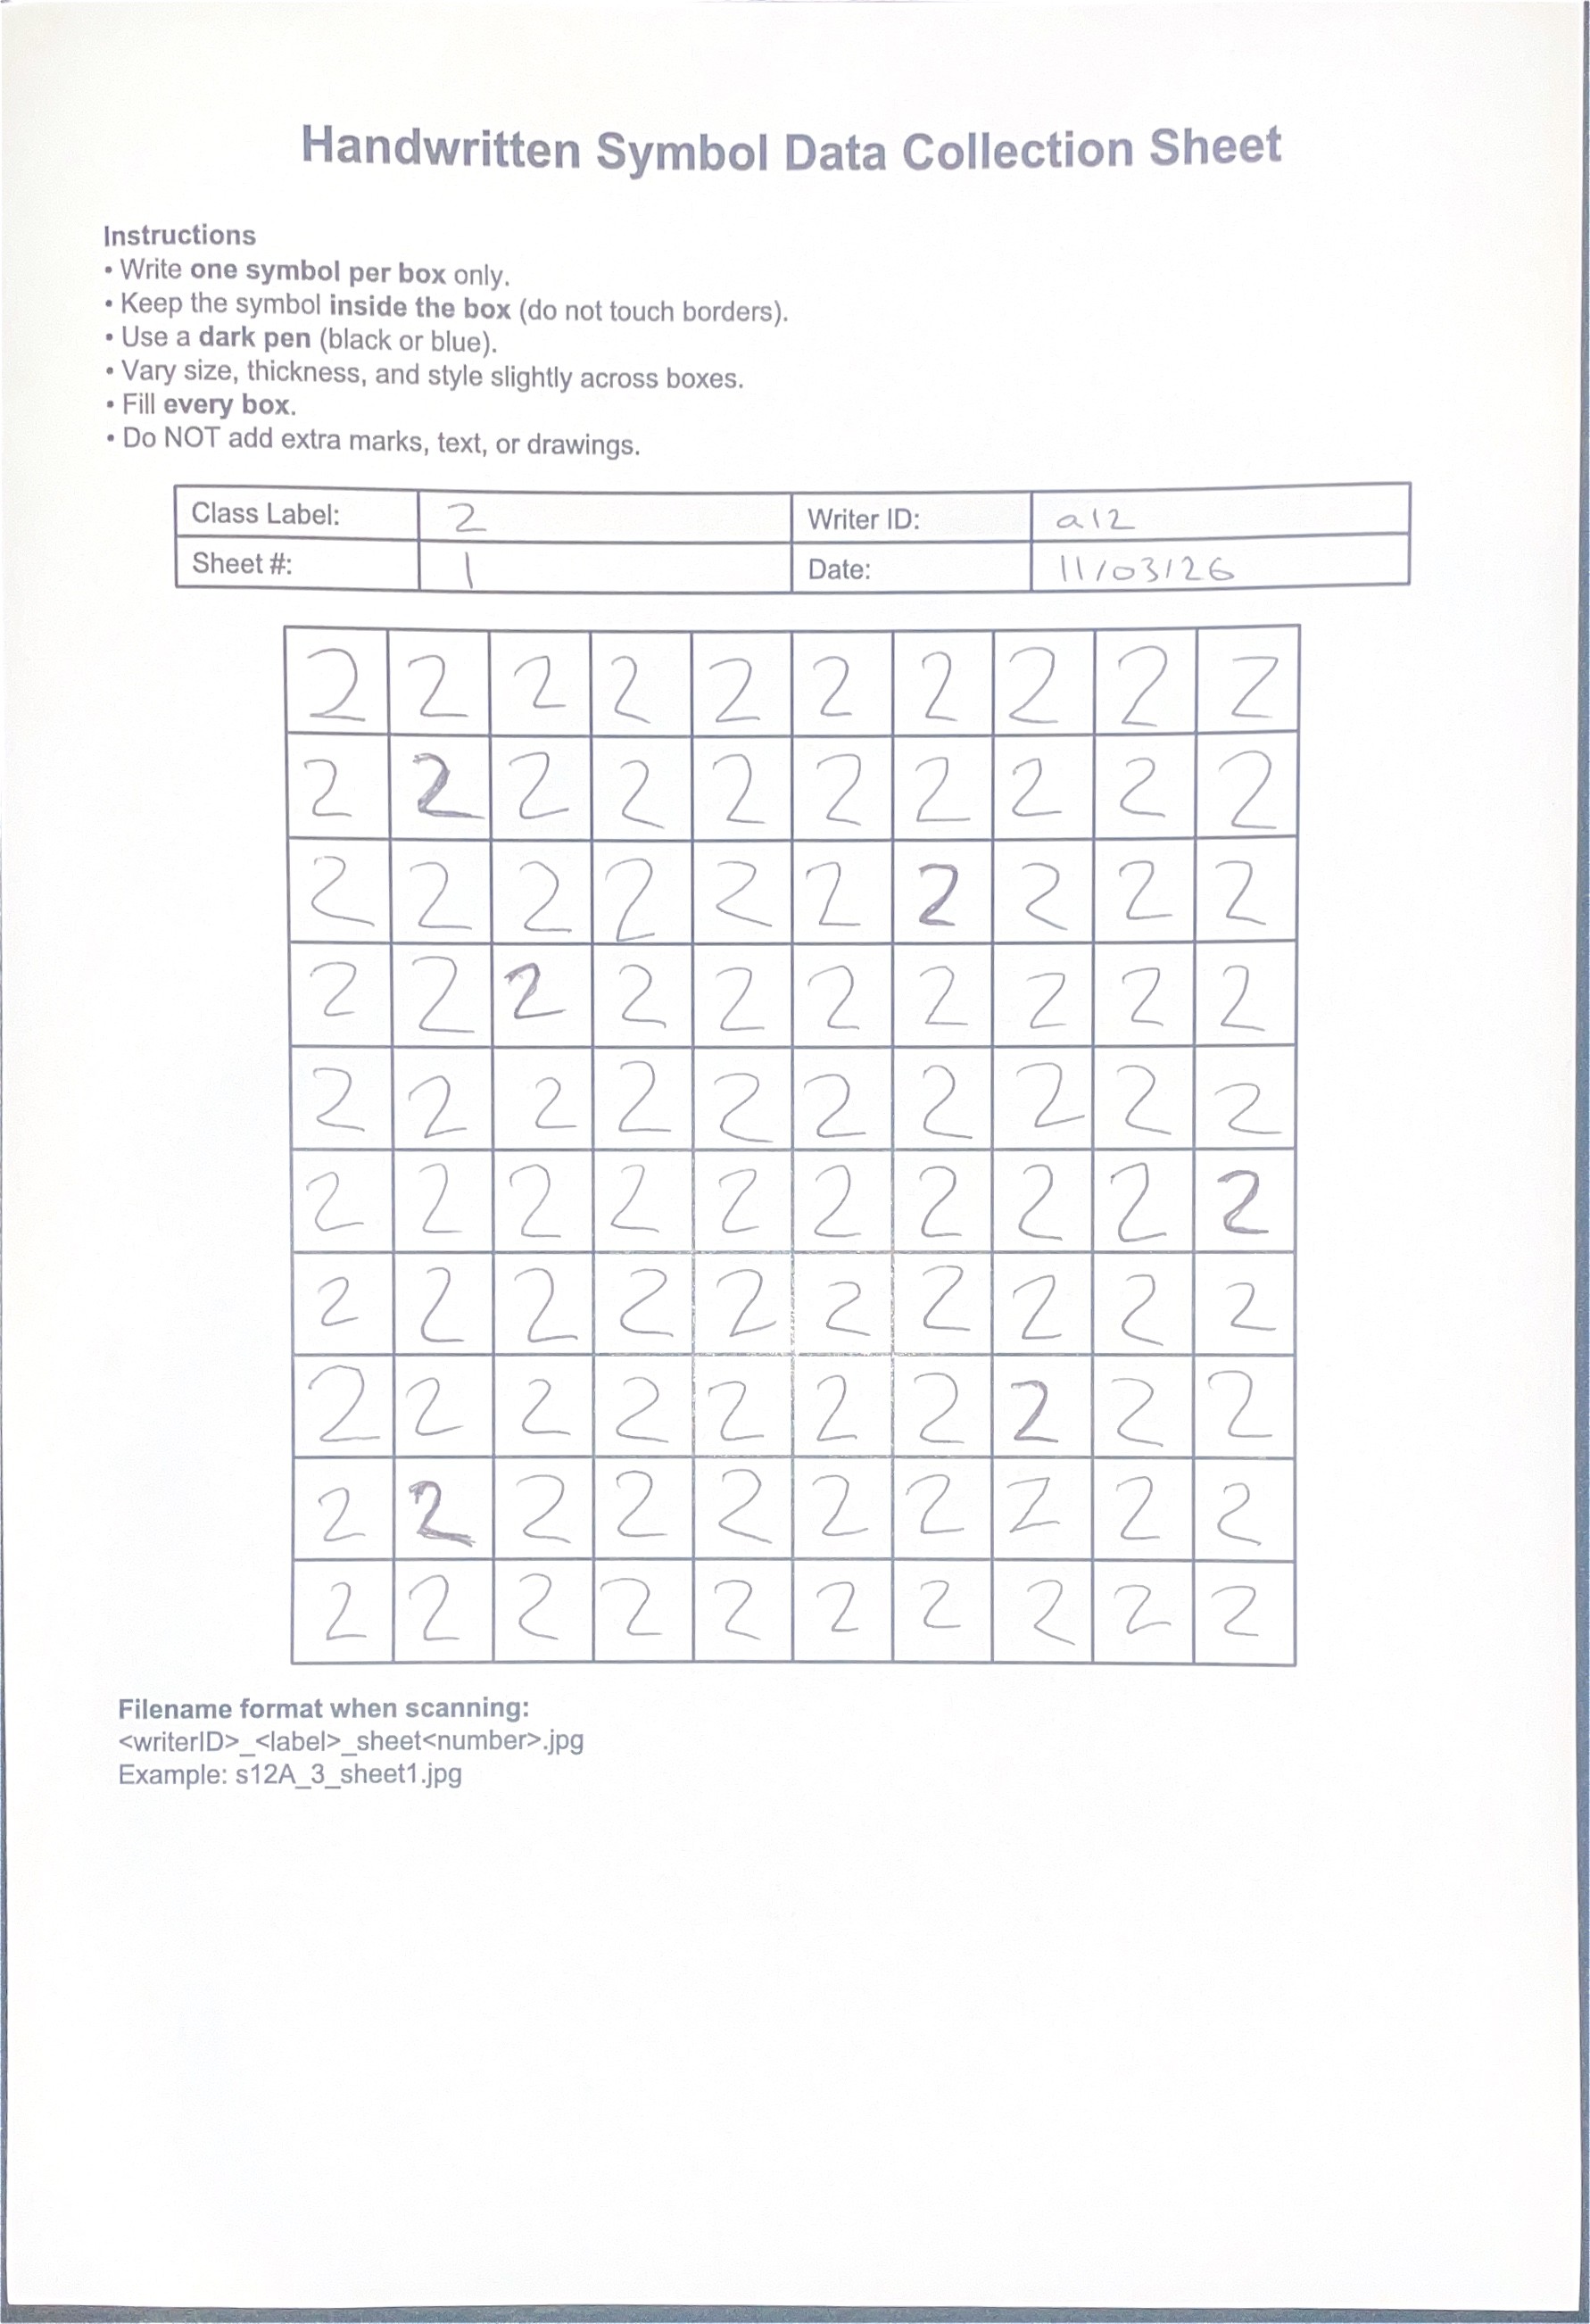 Handwritten Symbol Data Collection Sheet
Instructions
• Write one symbol per box only.
• Keep the symbol inside the box (do not touch borders).
• Use a dark pen (black or blue).
• Vary size, thickness, and style slightly across boxes.
• Fill every box.
• Do NOT add extra marks, text, or drawings.
Class Label: 2 Writer ID: a12
Sheet #: 1 Date: 11/03/26
2 2 2 2 2 2 2 2 2 2
2 2 2 2 2 2 2 2 2 2
2 2 2 2 2 2 2 2 2 2
2 2 2 2 2 2 2 2 2 2
2 2 2 2 2 2 2 2 2 2
2 2 2 2 2 2 2 2 2 2
2 2 2 2 2 2 2 2 2 2
2 2 2 2 2 2 2 2 2 2
2 2 2 2 2 2 2 2 2 2
2 2 2 2 2 2 2 2 2 2
Filename format when scanning:
<writerID>_<label>_sheet<number>.jpg
Example: s12A_3_sheet1.jpg